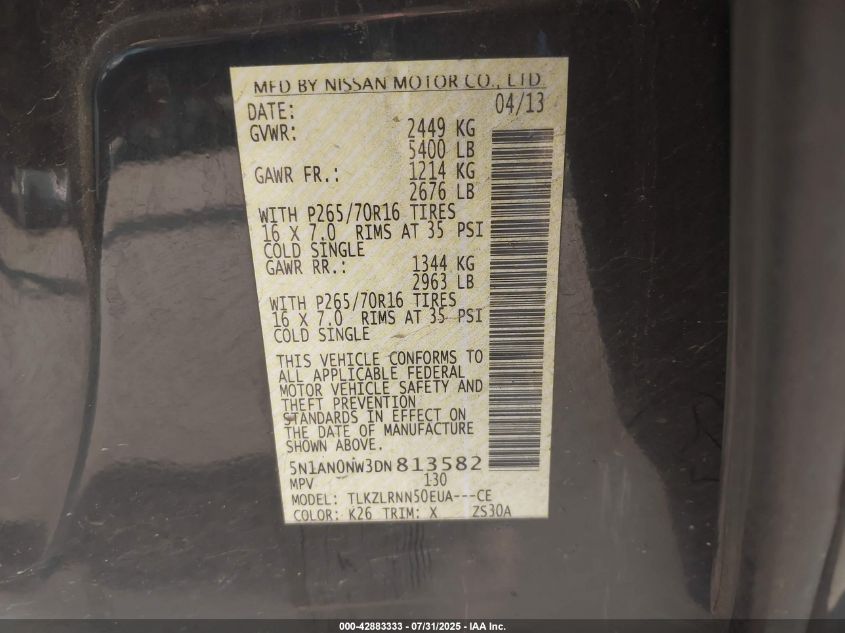 MFD BY NISSAN MOTOR CO., LTD
DATE: 04/13
GVWR: 2449 KG
5400 LB
GAWR FR.: 1214 KG
2676 LB
WITH P265/70R16 TIRES
16 X 7.0 RIMS AT 35 PSI
COLD SINGLE
GAWR RR.: 1344 KG
2963 LB
WITH P265/70R16 TIRES
16 X 7.0 RIMS AT 35 PSI
COLD SINGLE
THIS VEHICLE CONFORMS TO
ALL APPLICABLE FEDERAL
MOTOR VEHICLE SAFETY AND
THEFT PREVENTION
STANDARDS IN EFFECT ON
THE DATE OF MANUFACTURE
SHOWN ABOVE.
5N1AN0NW3DN813582
MPV 130
MODEL: TLKZLRNN50EUA---CE
COLOR: K26 TRIM: X ZS30A
000-42883333 - 07/31/2025 - IAA Inc.